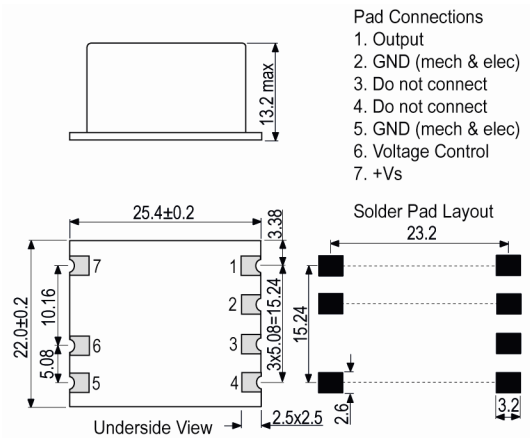 Pad Connections
1. Output
2. GND (mech & elec)
3. Do not connect
4. Do not connect
5. GND (mech & elec)
6. Voltage Control
7. +Vs
13.2 max
25.4±0.2
3.38
Solder Pad Layout
23.2
22.0±0.2
10.16
5.08
7
6
5
1
2
3
4
3x5.08=15.24
15.24
2.6
3.2
Underside View
2.5x2.5